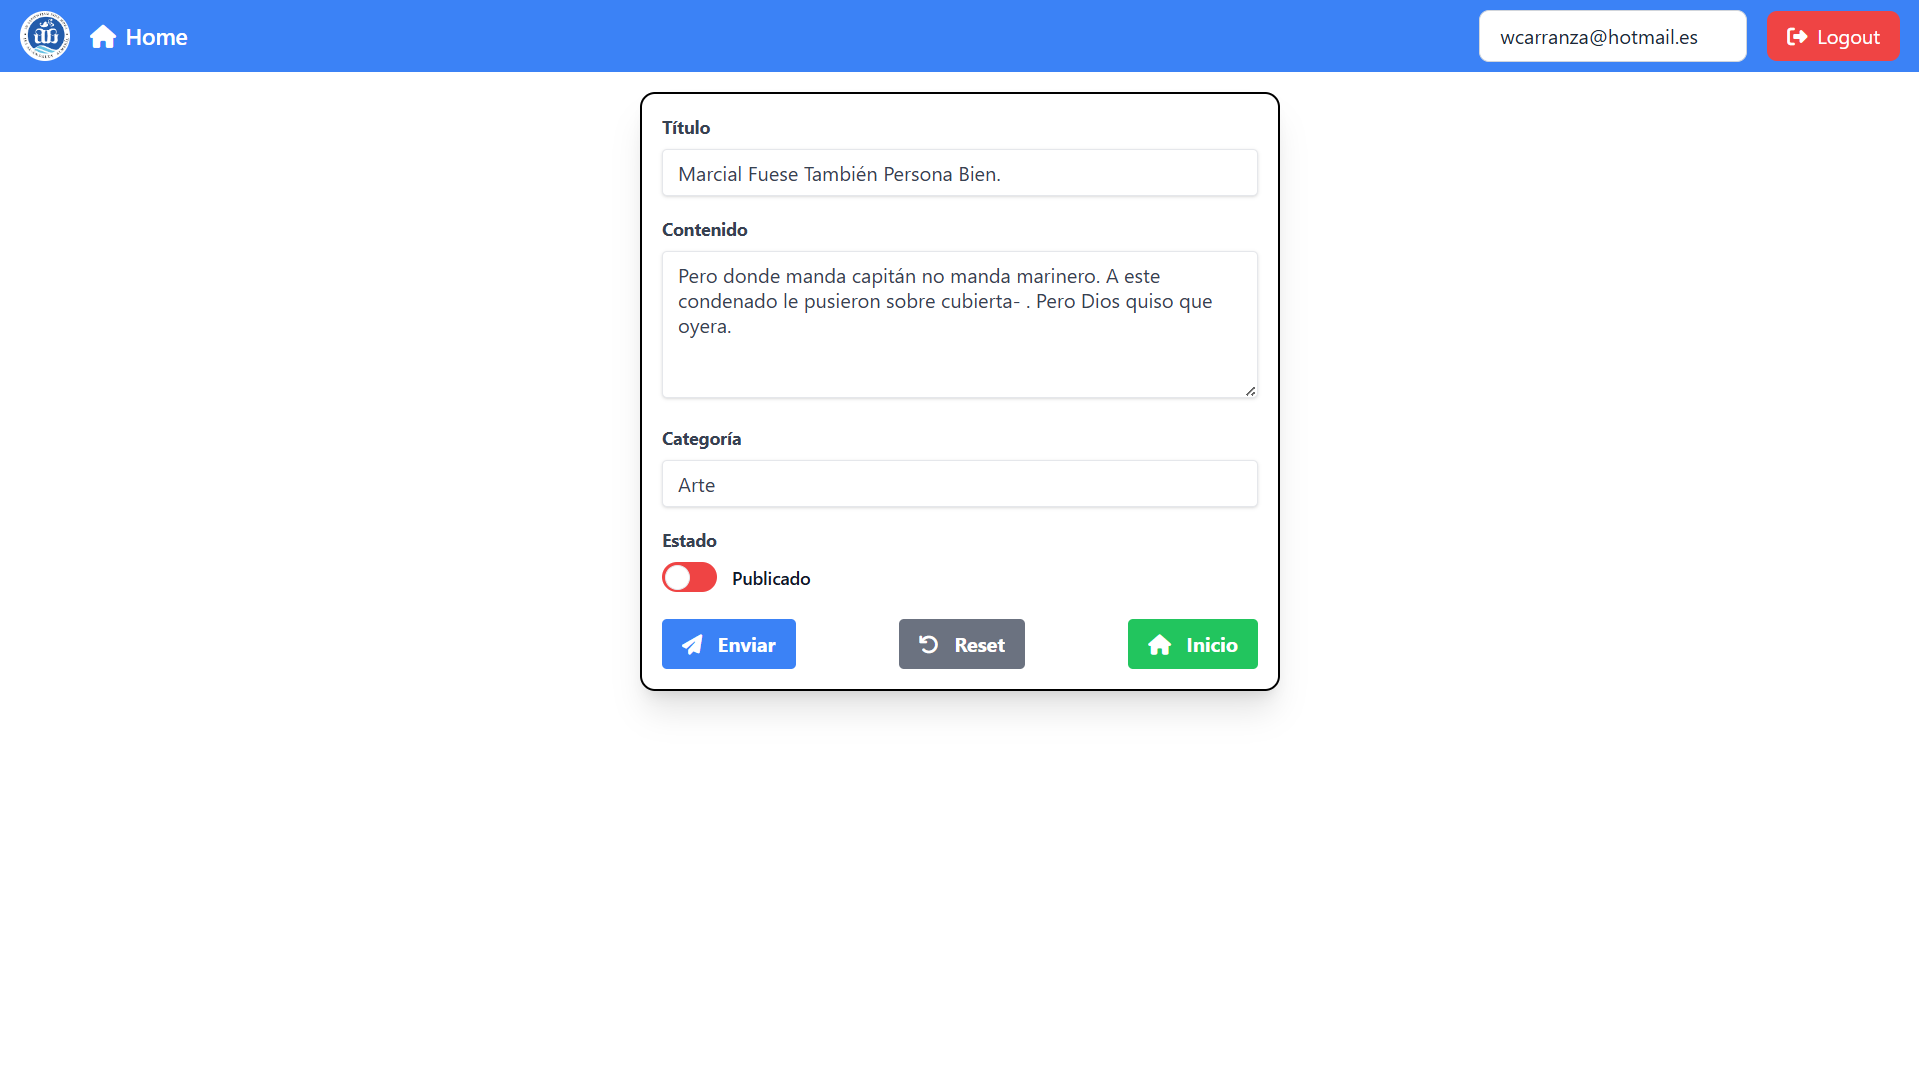 Home
wcarranza@hotmail.es
Logout
Título
Marcial Fuese También Persona Bien.
Contenido
Pero donde manda capitán no manda marinero. A este
condenado le pusieron sobre cubierta- . Pero Dios quiso que
oyera.
Categoría
Arte
Estado
Publicado
Enviar
Reset
Inicio